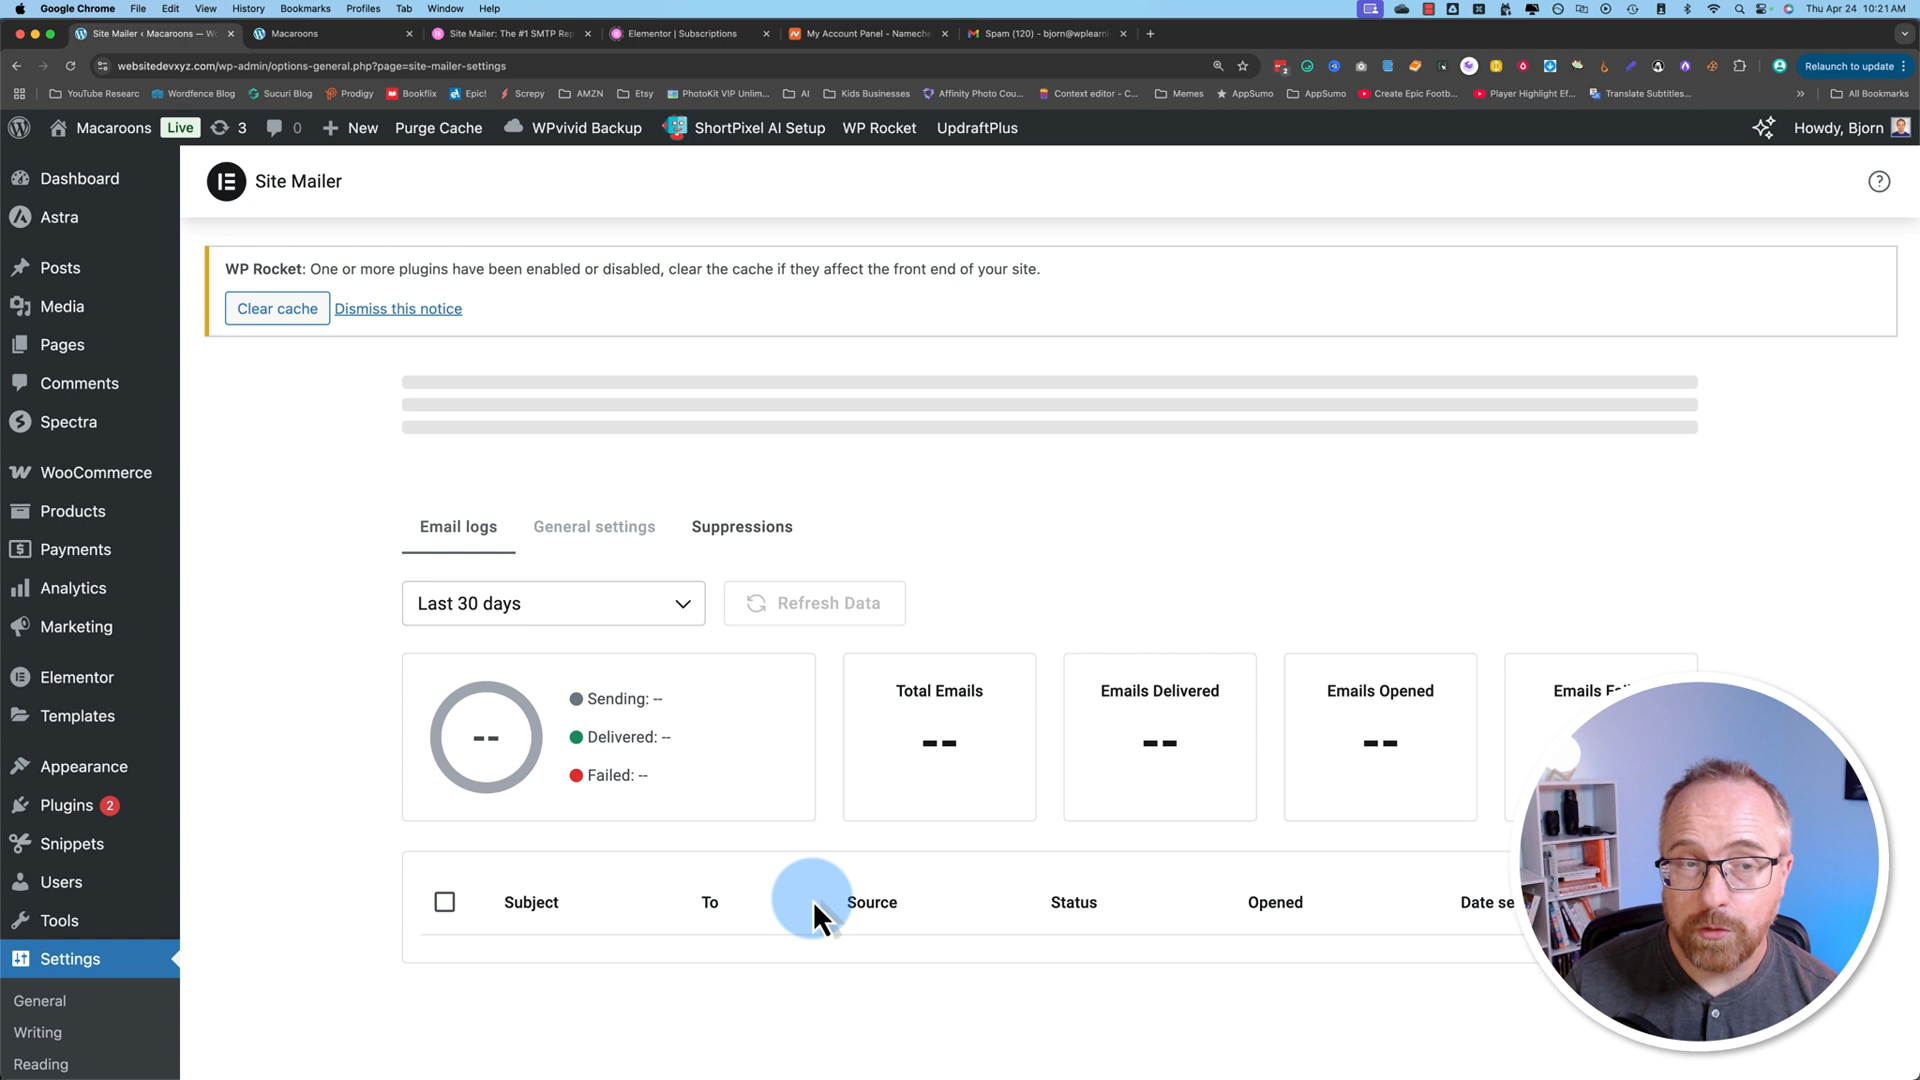 Google Chrome File Edit View History Bookmarks Profiles Tab Window Help Thu Apr 24 10:21 AM
Site Mailer ‹ Macaroons — W Macaroons Site Mailer: The #1 SMTP Rep Elementor | Subscriptions My Account Panel - Namech Spam (120) - bjorn@wplearn
websitedevxyz.com/wp-admin/options-general.php?page=site-mailer-settings Relaunch to update
YouTube Researc Wordfence Blog Sucuri Blog Prodigy Bookflix Epic! Screpy AMZN Etsy PhotoKit VIP Unlim... AI Kids Businesses Affinity Photo Cou... Context editor - C... Memes AppSumo AppSumo Create Epic Footb... Player Highlight Ef... Translate Subtitles... All Bookmarks
Macaroons Live 3 0 New Purge Cache WPvivid Backup ShortPixel AI Setup WP Rocket UpdraftPlus Howdy, Bjorn
Dashboard
Astra
Posts
Media
Pages
Comments
Spectra
WooCommerce
Products
Payments
Analytics
Marketing
Elementor
Templates
Appearance
Plugins 2
Snippets
Users
Tools
Settings
General
Writing
Reading
Site Mailer
WP Rocket: One or more plugins have been enabled or disabled, clear the cache if they affect the front end of your site.
Clear cache Dismiss this notice
Email logs General settings Suppressions
Last 30 days Refresh Data
--
Sending: --
Delivered: --
Failed: --
Total Emails
--
Emails Delivered
--
Emails Opened
--
Emails
Subject To Source Status Opened Date